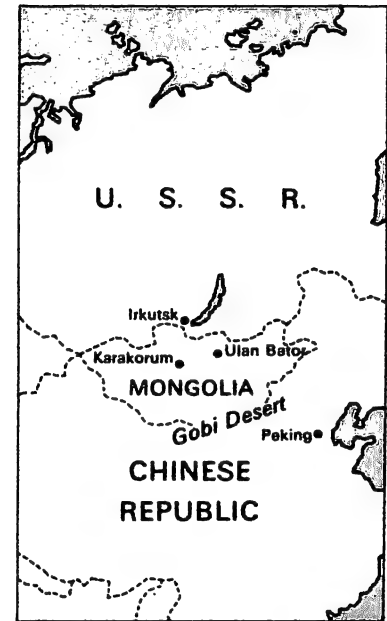 U. S. S. R.
Irkutsk
Karakorum
Ulan Bator
MONGOLIA
Gobi Desert
Peking
CHINESE
REPUBLIC